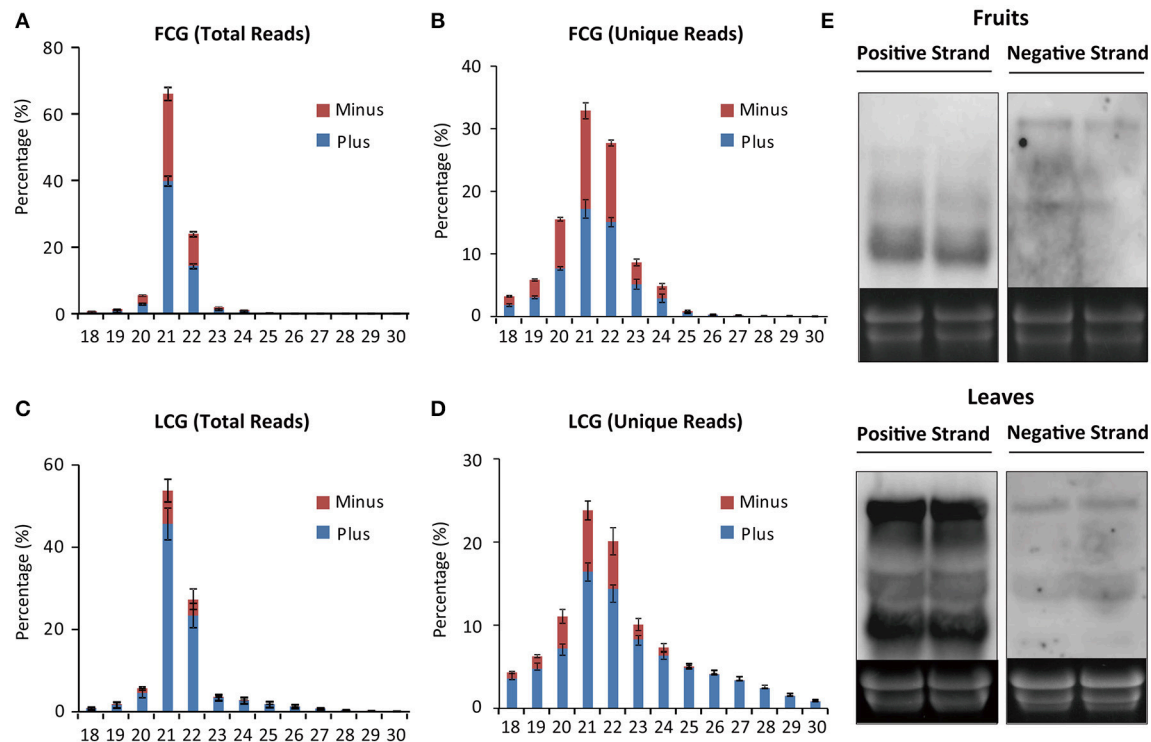 A
FCG (Total Reads)
Percentage (%)
80
60
40
20
0
Minus
Plus
18 19 20 21 22 23 24 25 26 27 28 29 30
B
FCG (Unique Reads)
Percentage (%)
40
30
20
10
0
Minus
Plus
18 19 20 21 22 23 24 25 26 27 28 29 30
C
LCG (Total Reads)
Percentage (%)
60
40
20
0
Minus
Plus
18 19 20 21 22 23 24 25 26 27 28 29 30
D
LCG (Unique Reads)
Percentage (%)
30
20
10
0
Minus
Plus
18 19 20 21 22 23 24 25 26 27 28 29 30
E
Fruits
Positive Strand Negative Strand
Leaves
Positive Strand Negative Strand